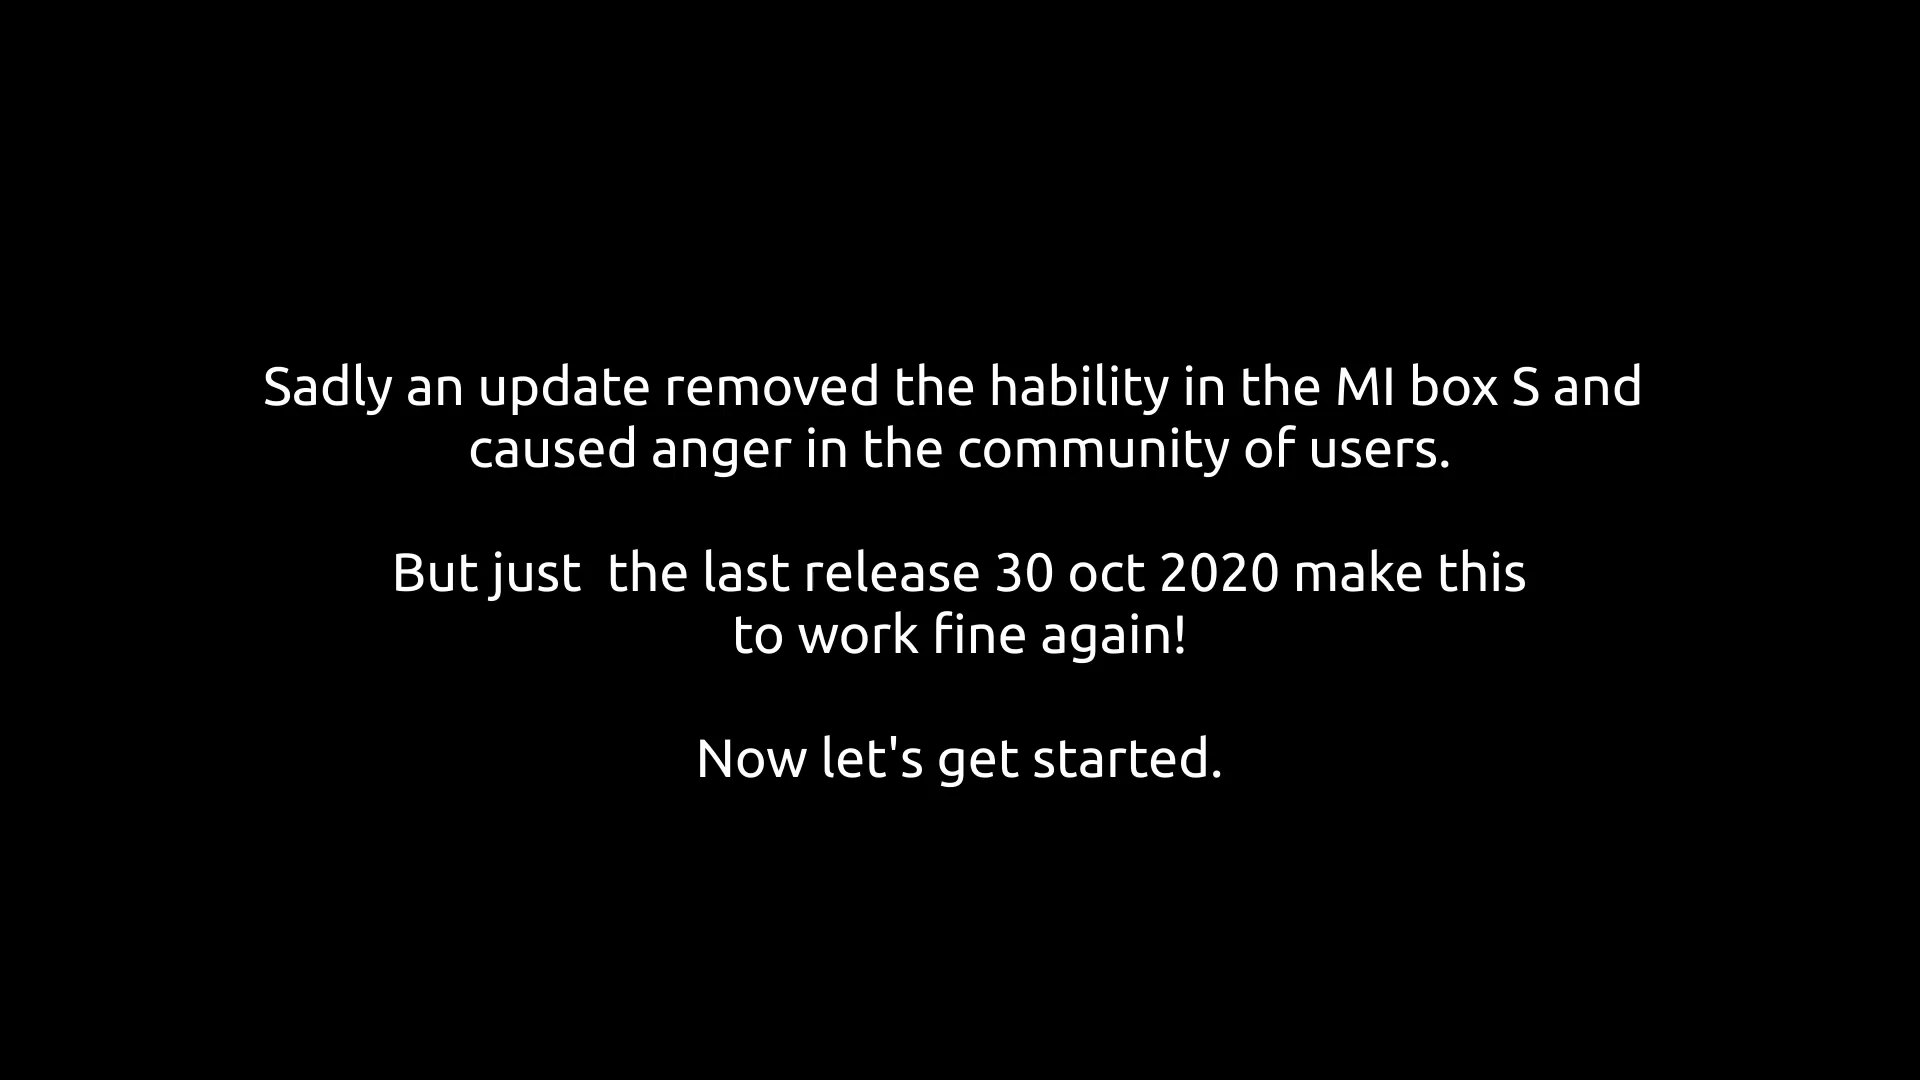 Sadly an update removed the hability in the MI box S and
caused anger in the community of users.
But just  the last release 30 oct 2020 make this
to work fine again!
Now let's get started.